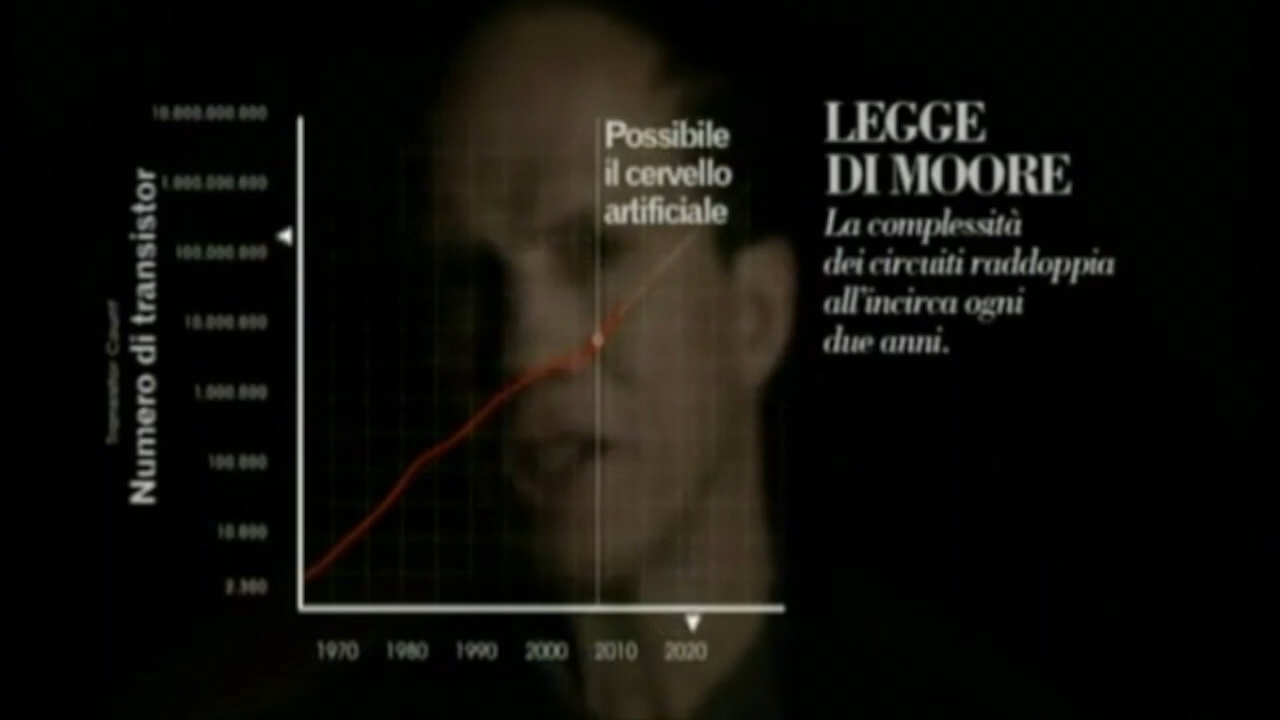 LEGGE
DI MOORE
La complessità
dei circuiti raddoppia
all'incirca ogni
due anni.
Possibile
il cervello
artificiale
Transistor Count
Numero di transistor
10.000.000.000
1.000.000.000
100.000.000
10.000.000
1.000.000
100.000
10.000
2.300
1970 1980 1990 2000 2010 2020